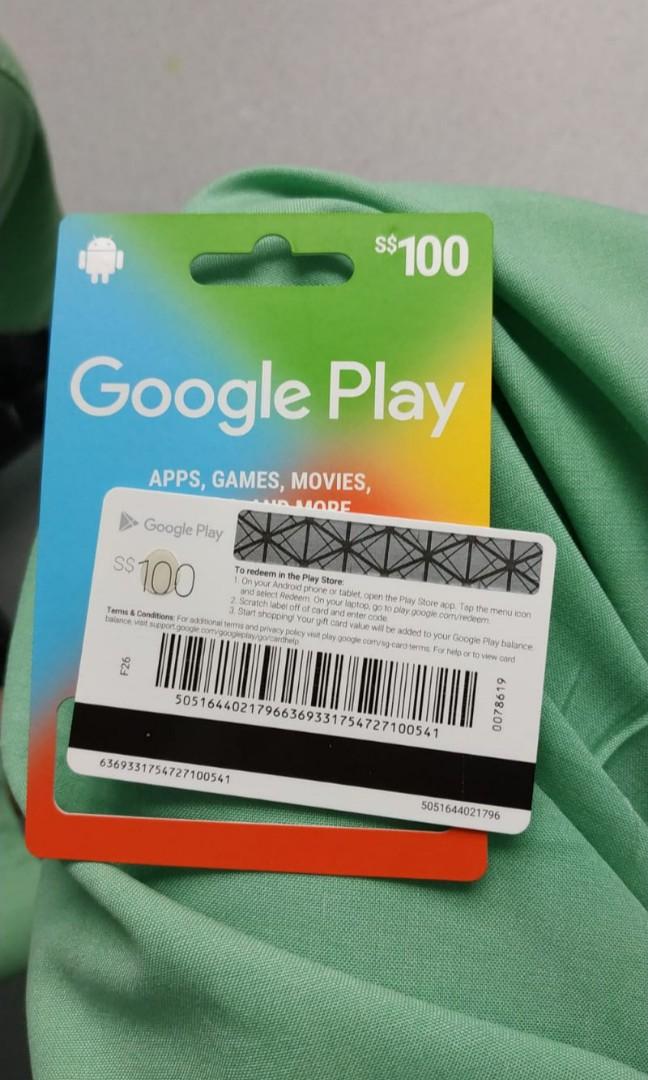 S$100
Google Play
APPS, GAMES, MOVIES,
AND MORE
Google Play
S$100
To redeem in the Play Store:
1. On your Android phone or tablet, open the Play Store app. Tap the menu icon
and select Redeem. On your laptop, go to play.google.com/redeem.
2. Scratch label off of card and enter code.
3. Start shopping! Your gift card value will be added to your Google Play balance.
Terms & Conditions: For additional terms and privacy policy visit play.google.com/sg-card-terms. For help or to view card
balance, visit support.google.com/googleplay/go/cardhelp.
F26
50516440217966369331754727100541
0078619
6369331754727100541
5051644021796